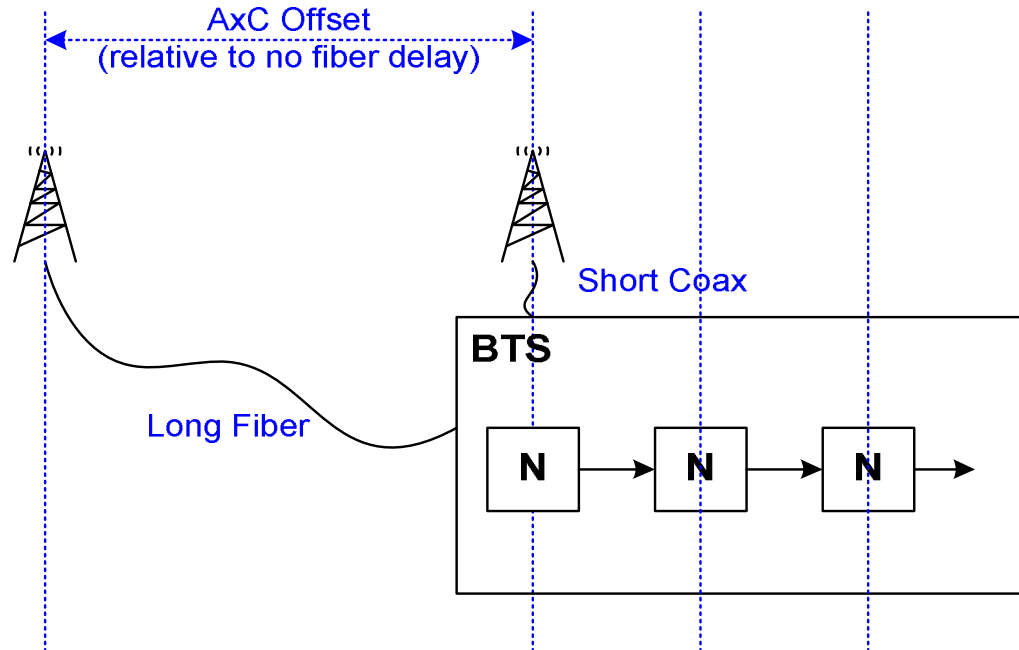 AxC Offset
(relative to no fiber delay)
Short Coax
BTS
Long Fiber
N
N
N